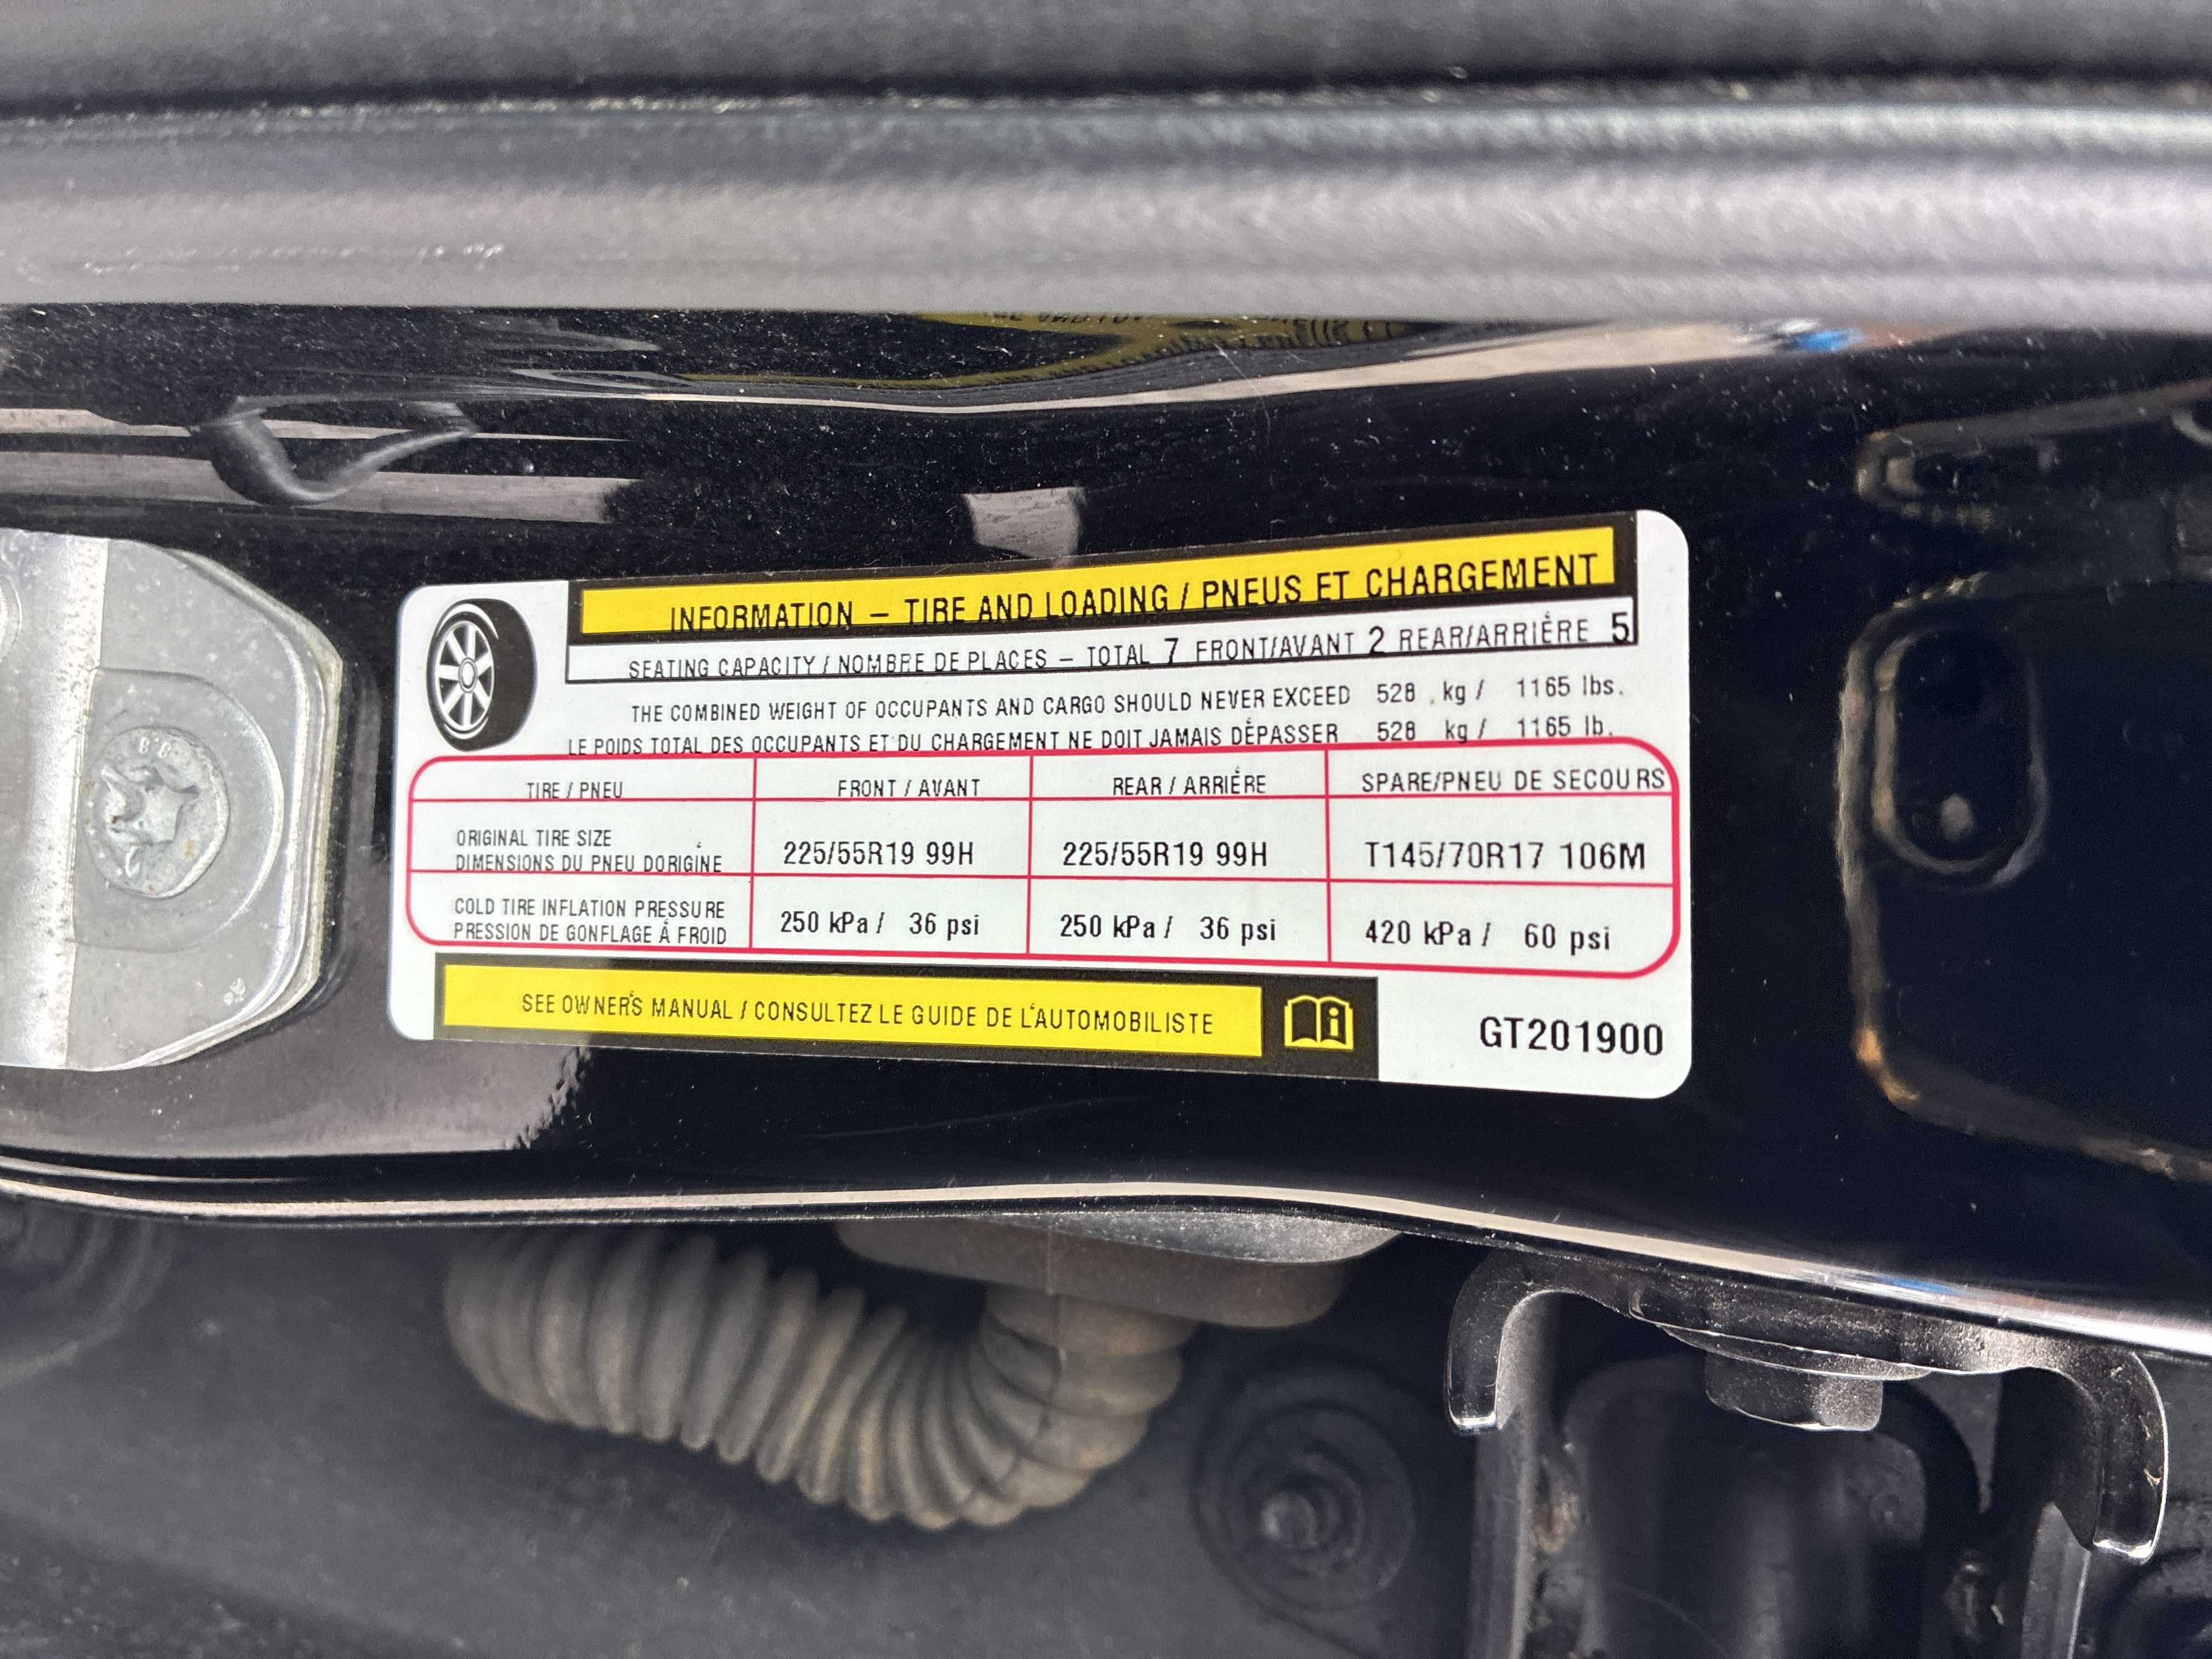 INFORMATION – TIRE AND LOADING / PNEUS ET CHARGEMENT
SEATING CAPACITY / NOMBRE DE PLACES – TOTAL 7 FRONT/AVANT 2 REAR/ARRIÈRE 5
THE COMBINED WEIGHT OF OCCUPANTS AND CARGO SHOULD NEVER EXCEED 528 kg / 1165 lbs.
LE POIDS TOTAL DES OCCUPANTS ET DU CHARGEMENT NE DOIT JAMAIS DÉPASSER 528 kg / 1165 lb.
TIRE / PNEU FRONT / AVANT REAR / ARRIÈRE SPARE/PNEU DE SECOURS
ORIGINAL TIRE SIZE
DIMENSIONS DU PNEU D'ORIGINE 225/55R19 99H 225/55R19 99H T145/70R17 106M
COLD TIRE INFLATION PRESSURE
PRESSION DE GONFLAGE À FROID 250 kPa / 36 psi 250 kPa / 36 psi 420 kPa / 60 psi
SEE OWNER'S MANUAL / CONSULTEZ LE GUIDE DE L'AUTOMOBILISTE
GT201900